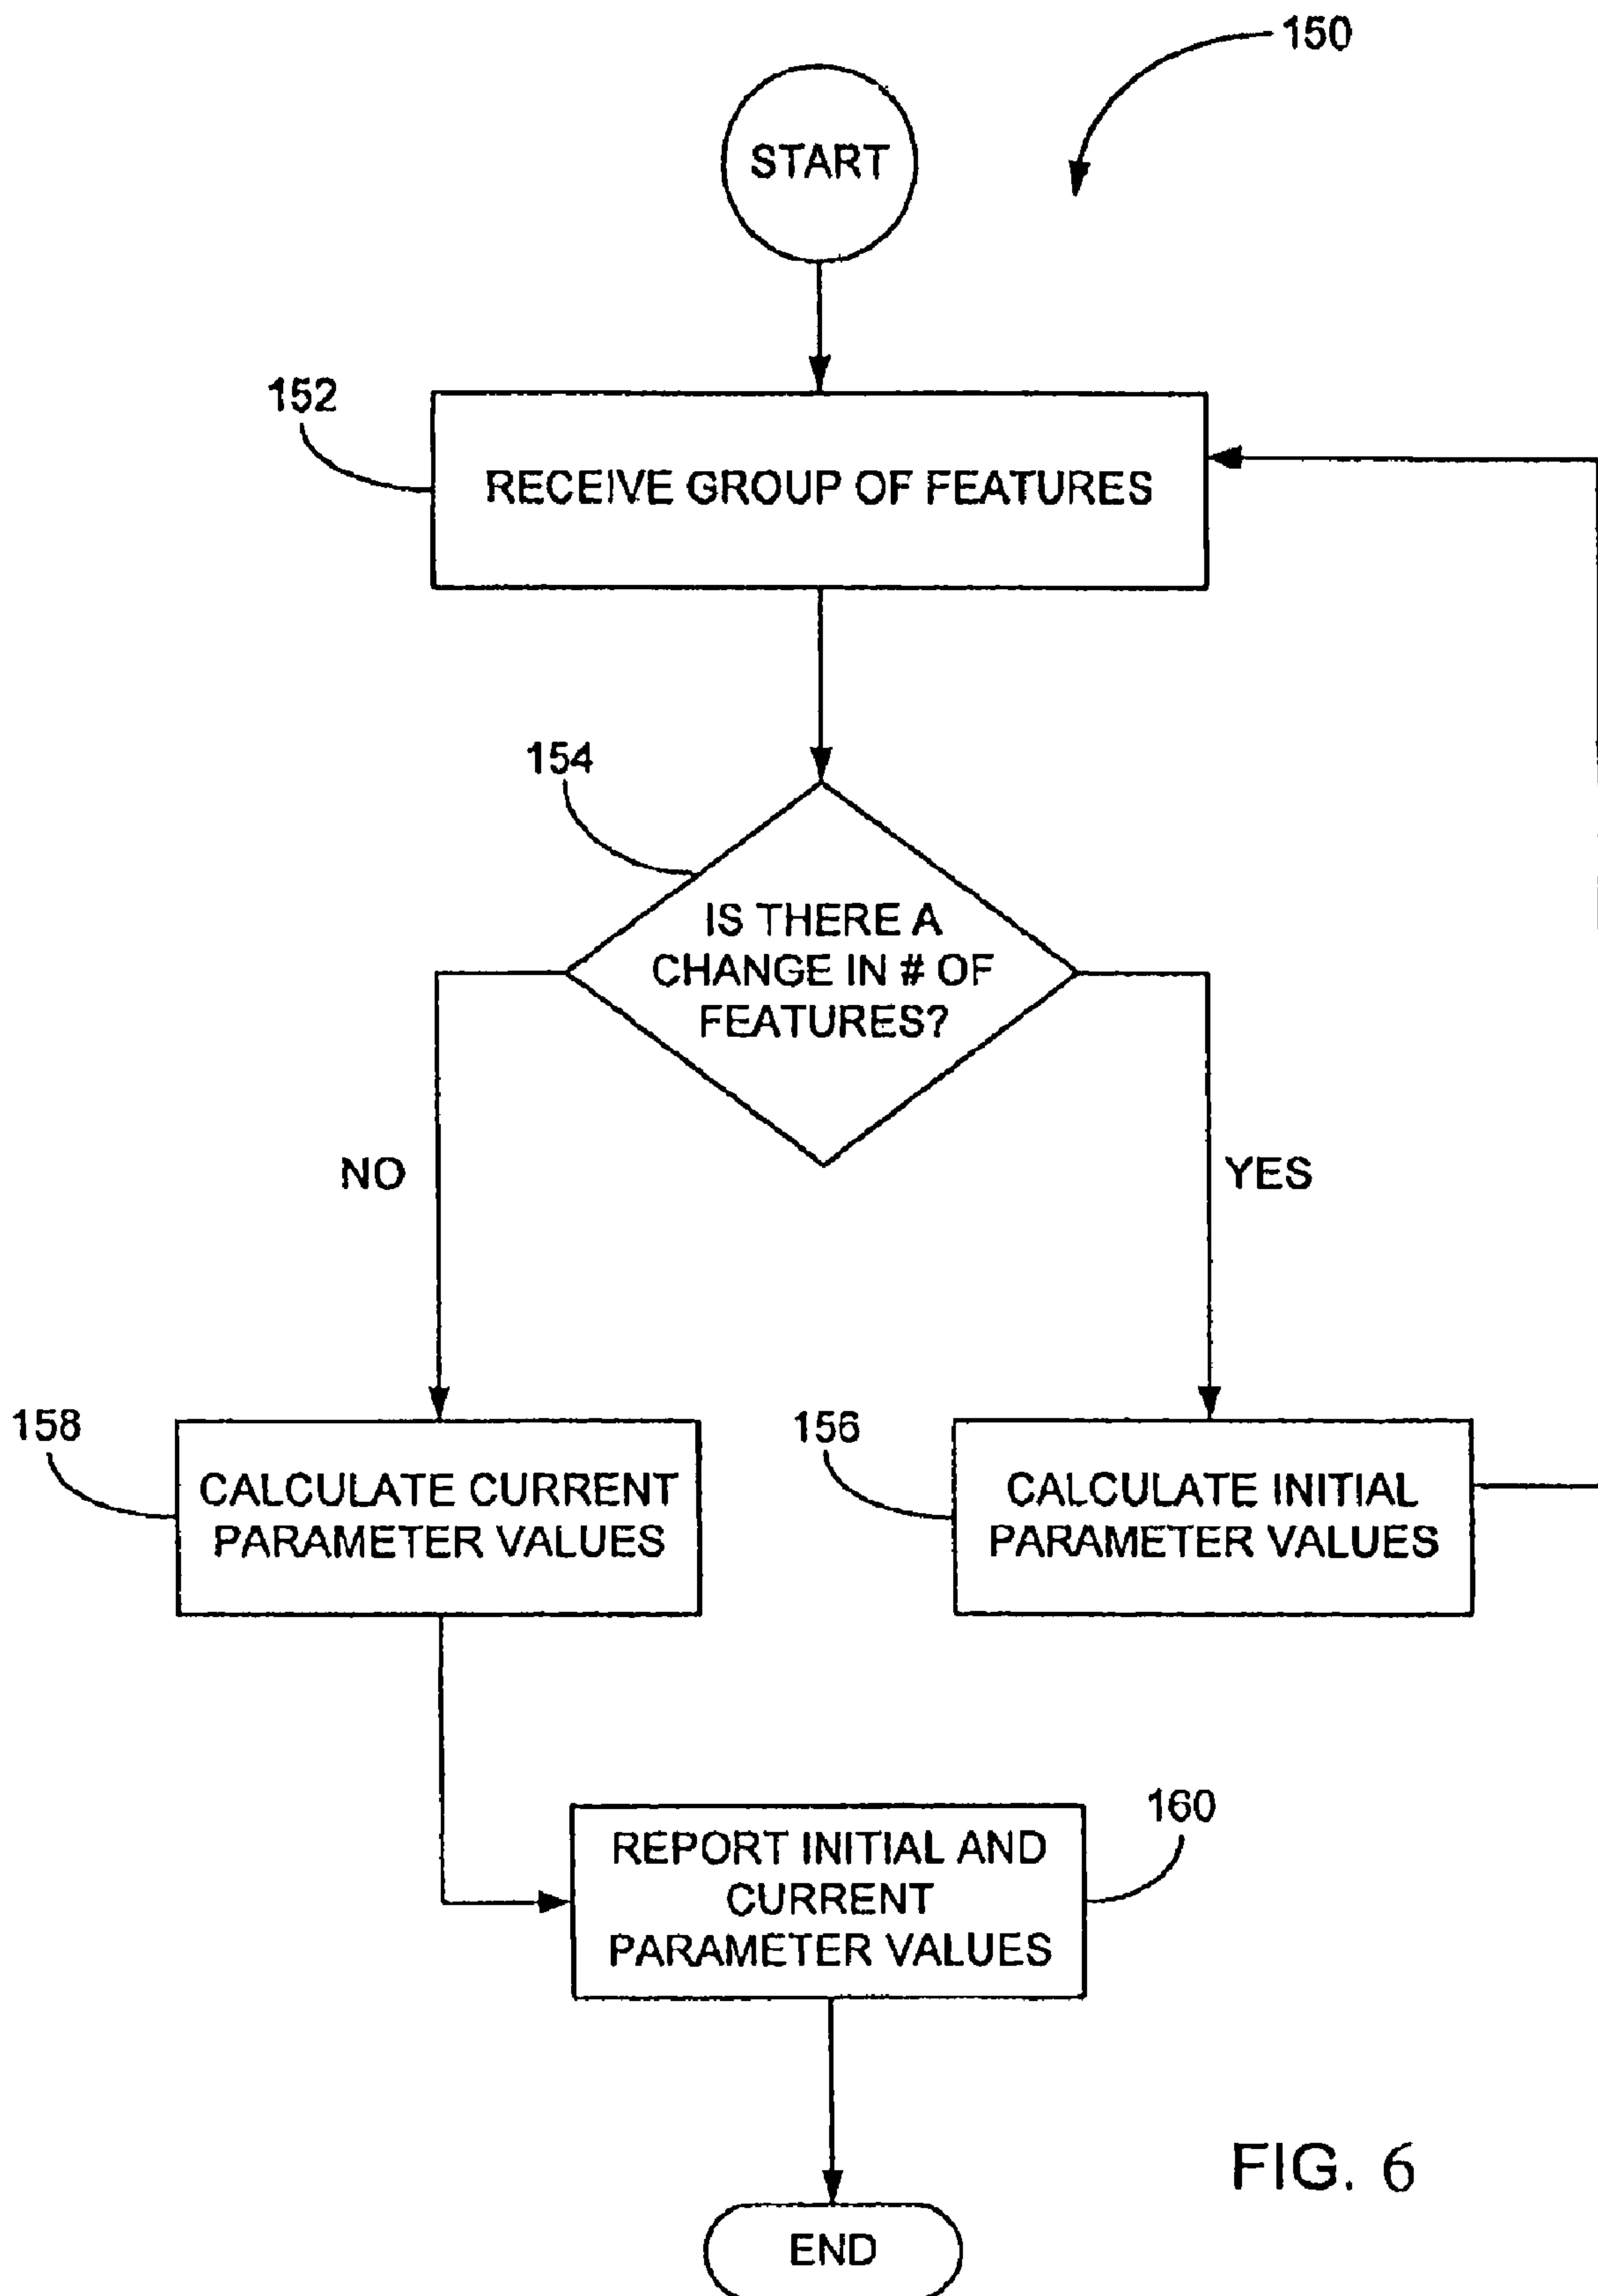 150
START
152
RECEIVE GROUP OF FEATURES
154
IS THERE A
CHANGE IN # OF
FEATURES?
NO
YES
158
CALCULATE CURRENT
PARAMETER VALUES
156
CALCULATE INITIAL
PARAMETER VALUES
160
REPORT INITIAL AND
CURRENT
PARAMETER VALUES
FIG. 6
END